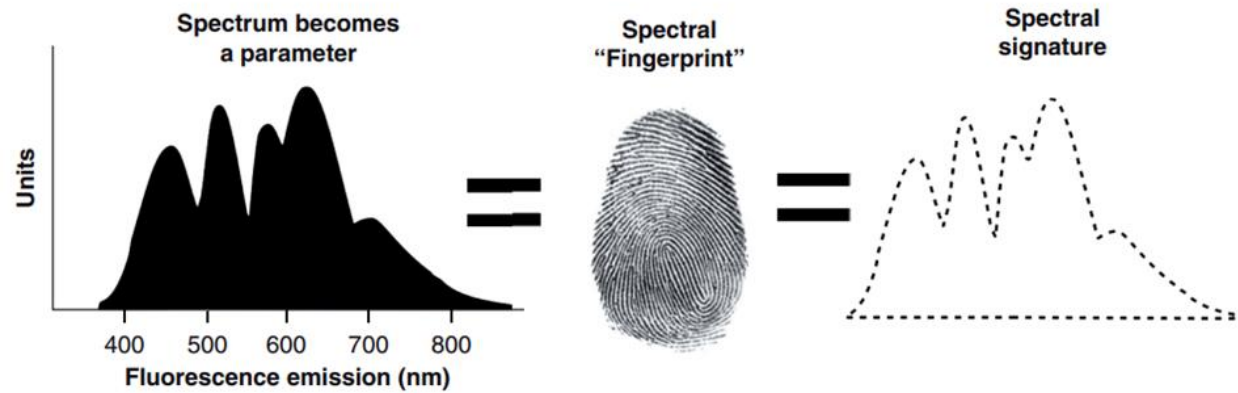 Spectrum becomes
a parameter
Spectral
“Fingerprint”
Spectral
signature
Units
400 500 600 700 800
Fluorescence emission (nm)